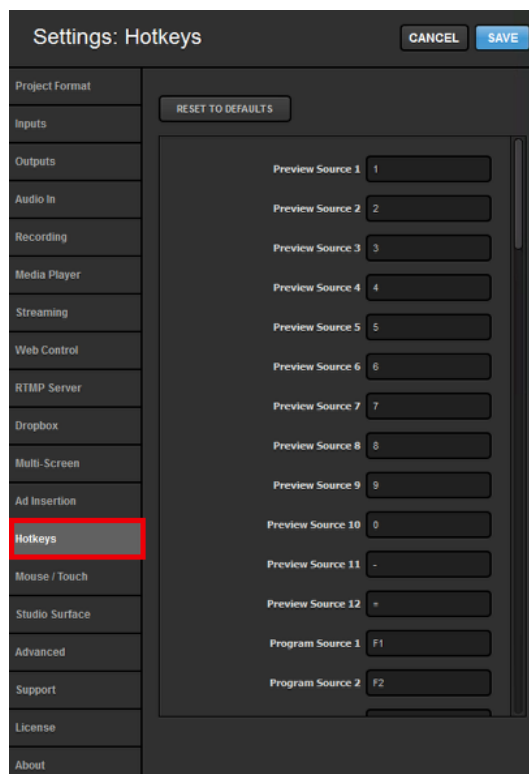 Settings: Hotkeys
CANCEL
SAVE
Project Format
Inputs
Outputs
Audio In
Recording
Media Player
Streaming
Web Control
RTMP Server
Dropbox
Multi-Screen
Ad Insertion
Hotkeys
Mouse / Touch
Studio Surface
Advanced
Support
License
About
RESET TO DEFAULTS
Preview Source 1 1
Preview Source 2 2
Preview Source 3 3
Preview Source 4 4
Preview Source 5 5
Preview Source 6 6
Preview Source 7 7
Preview Source 8 8
Preview Source 9 9
Preview Source 10 0
Preview Source 11 -
Preview Source 12 =
Program Source 1 F1
Program Source 2 F2